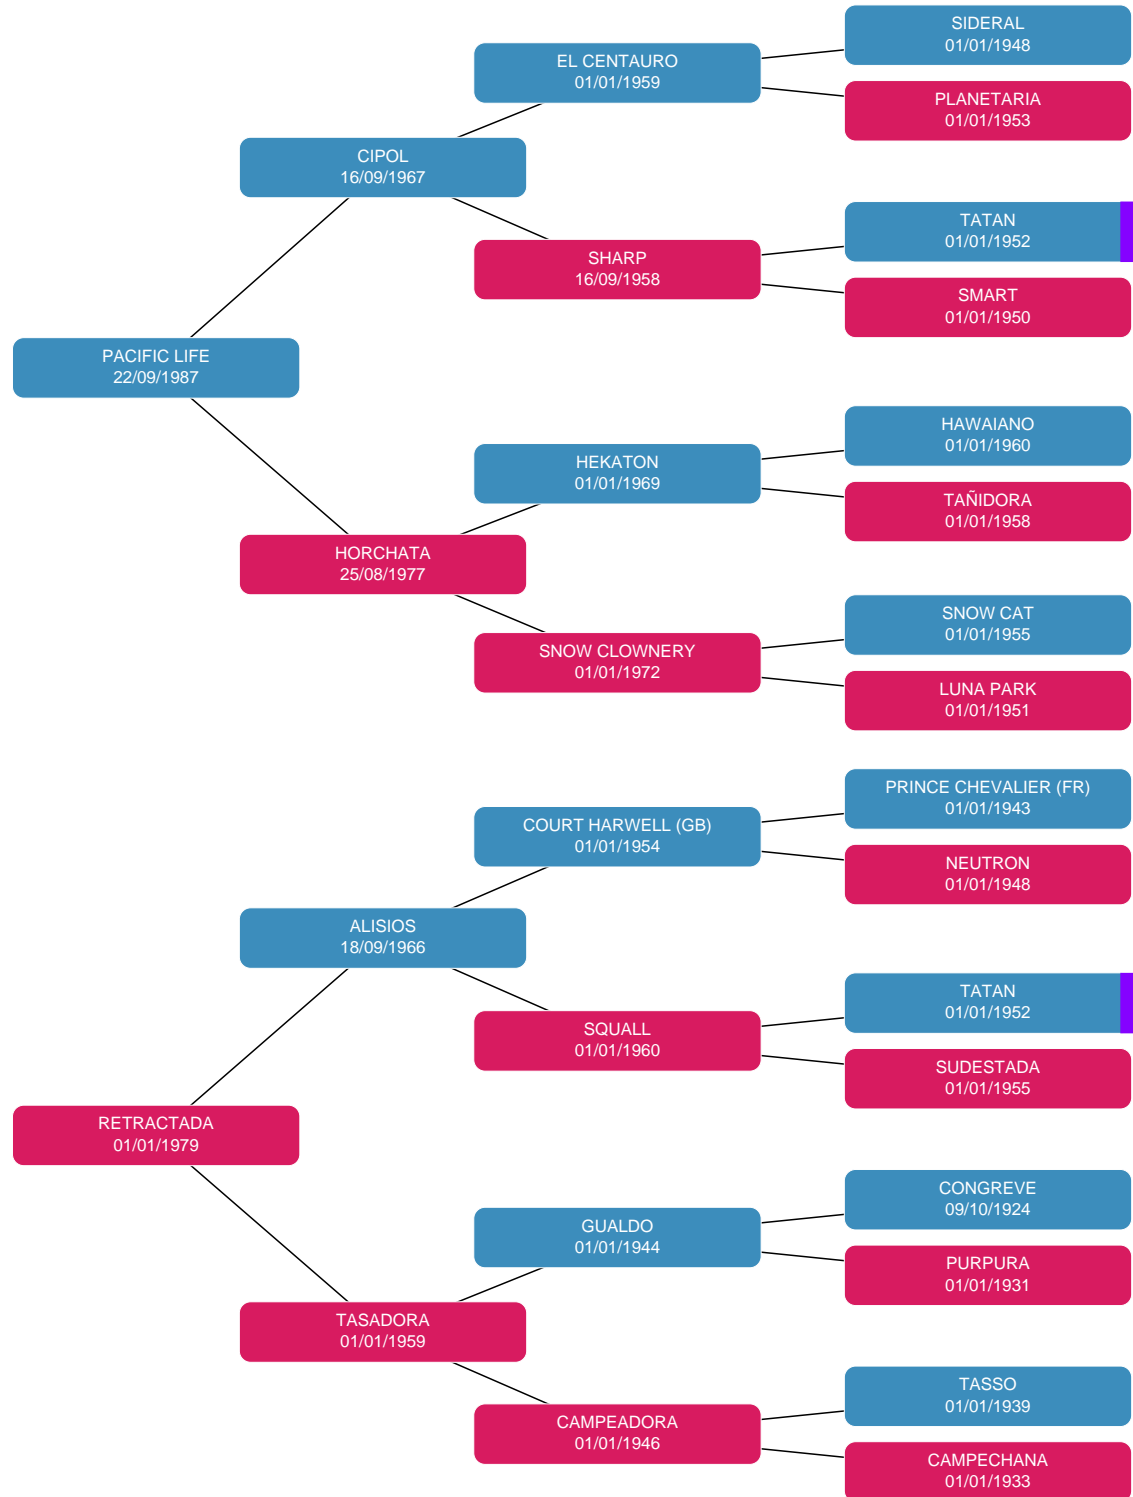 SIDERAL
01/01/1948
EL CENTAURO
01/01/1959
PLANETARIA
01/01/1953
CIPOL
16/09/1967
TATAN
01/01/1952
SHARP
16/09/1958
SMART
01/01/1950
PACIFIC LIFE
22/09/1987
HAWAIANO
01/01/1960
HEKATON
01/01/1969
TAÑIDORA
01/01/1958
HORCHATA
25/08/1977
SNOW CAT
01/01/1955
SNOW CLOWNERY
01/01/1972
LUNA PARK
01/01/1951
PRINCE CHEVALIER (FR)
01/01/1943
COURT HARWELL (GB)
01/01/1954
NEUTRON
01/01/1948
ALISIOS
18/09/1966
TATAN
01/01/1952
SQUALL
01/01/1960
SUDESTADA
01/01/1955
RETRACTADA
01/01/1979
CONGREVE
09/10/1924
GUALDO
01/01/1944
PURPURA
01/01/1931
TASADORA
01/01/1959
TASSO
01/01/1939
CAMPEADORA
01/01/1946
CAMPECHANA
01/01/1933